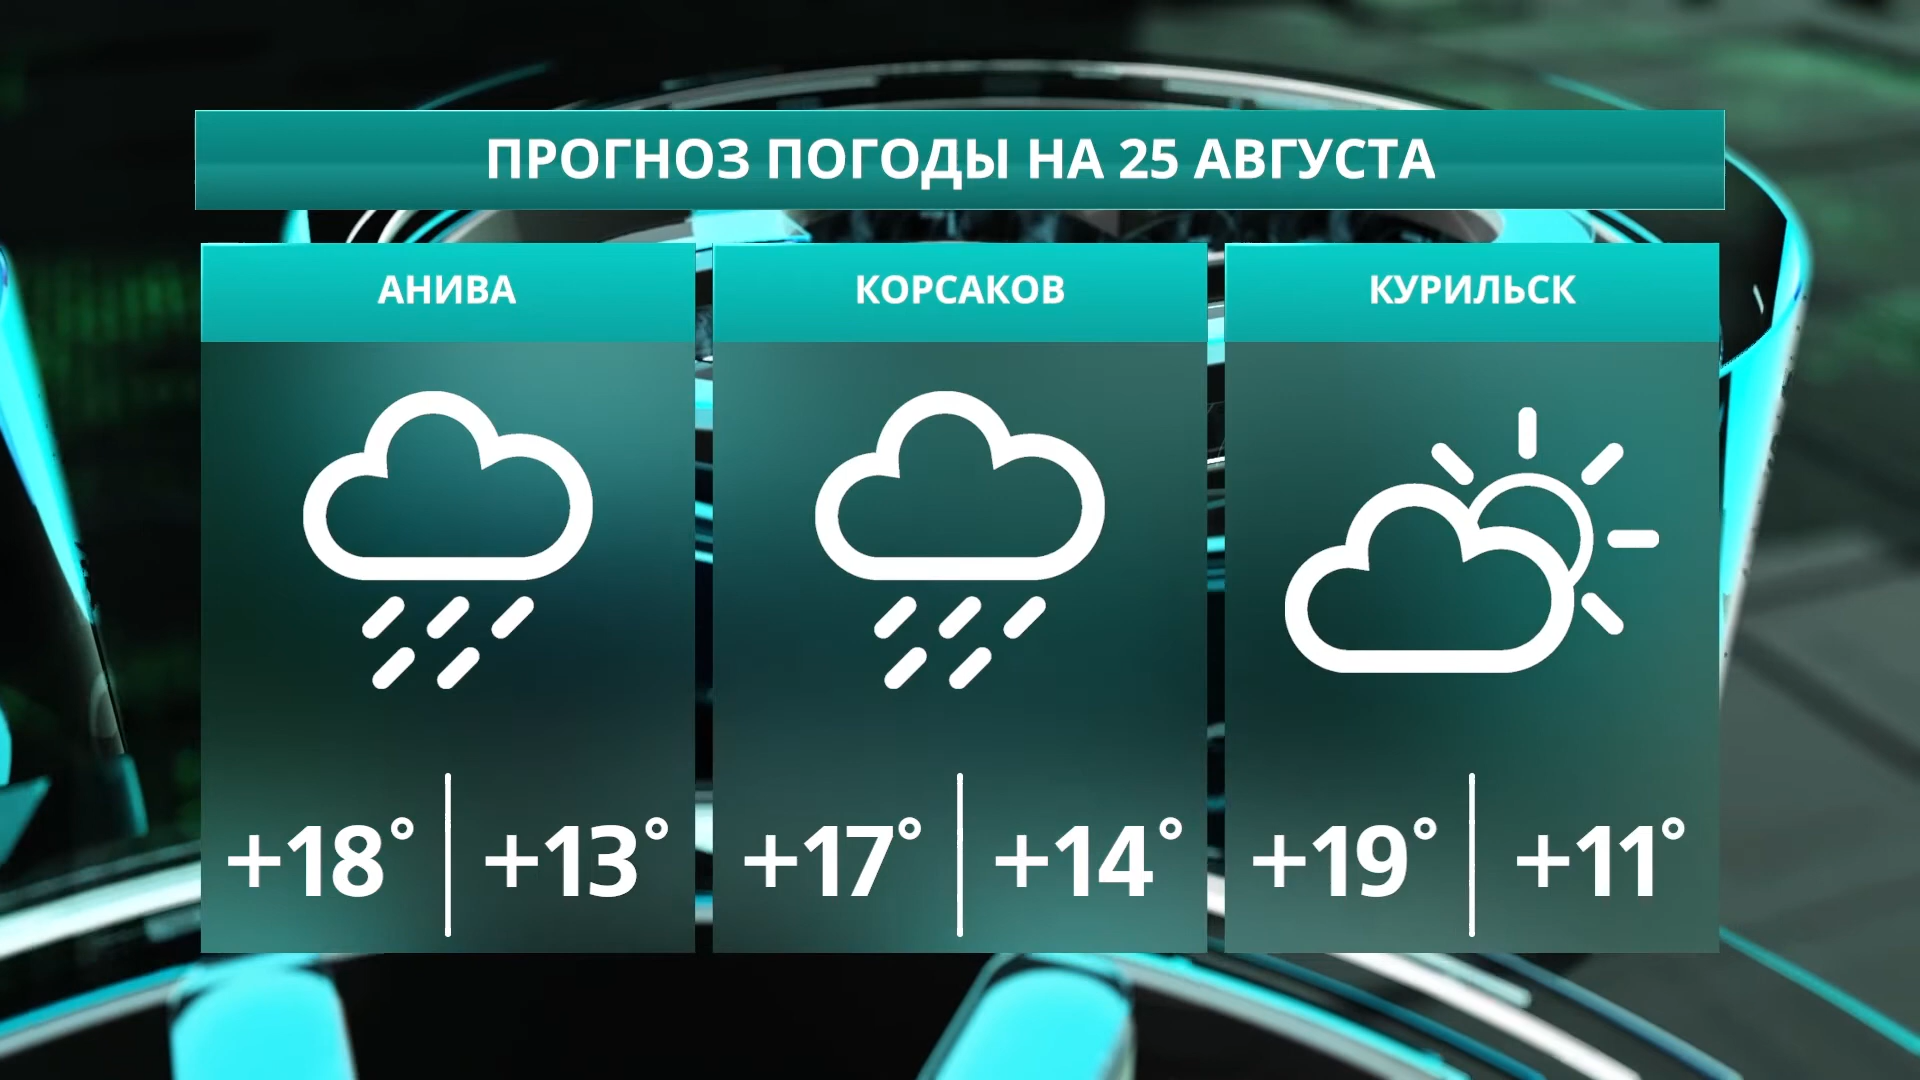 ПРОГНОЗ ПОГОДЫ НА 25 АВГУСТА
АНИВА
+18° +13°
КОРСАКОВ
+17° +14°
КУРИЛЬСК
+19° +11°